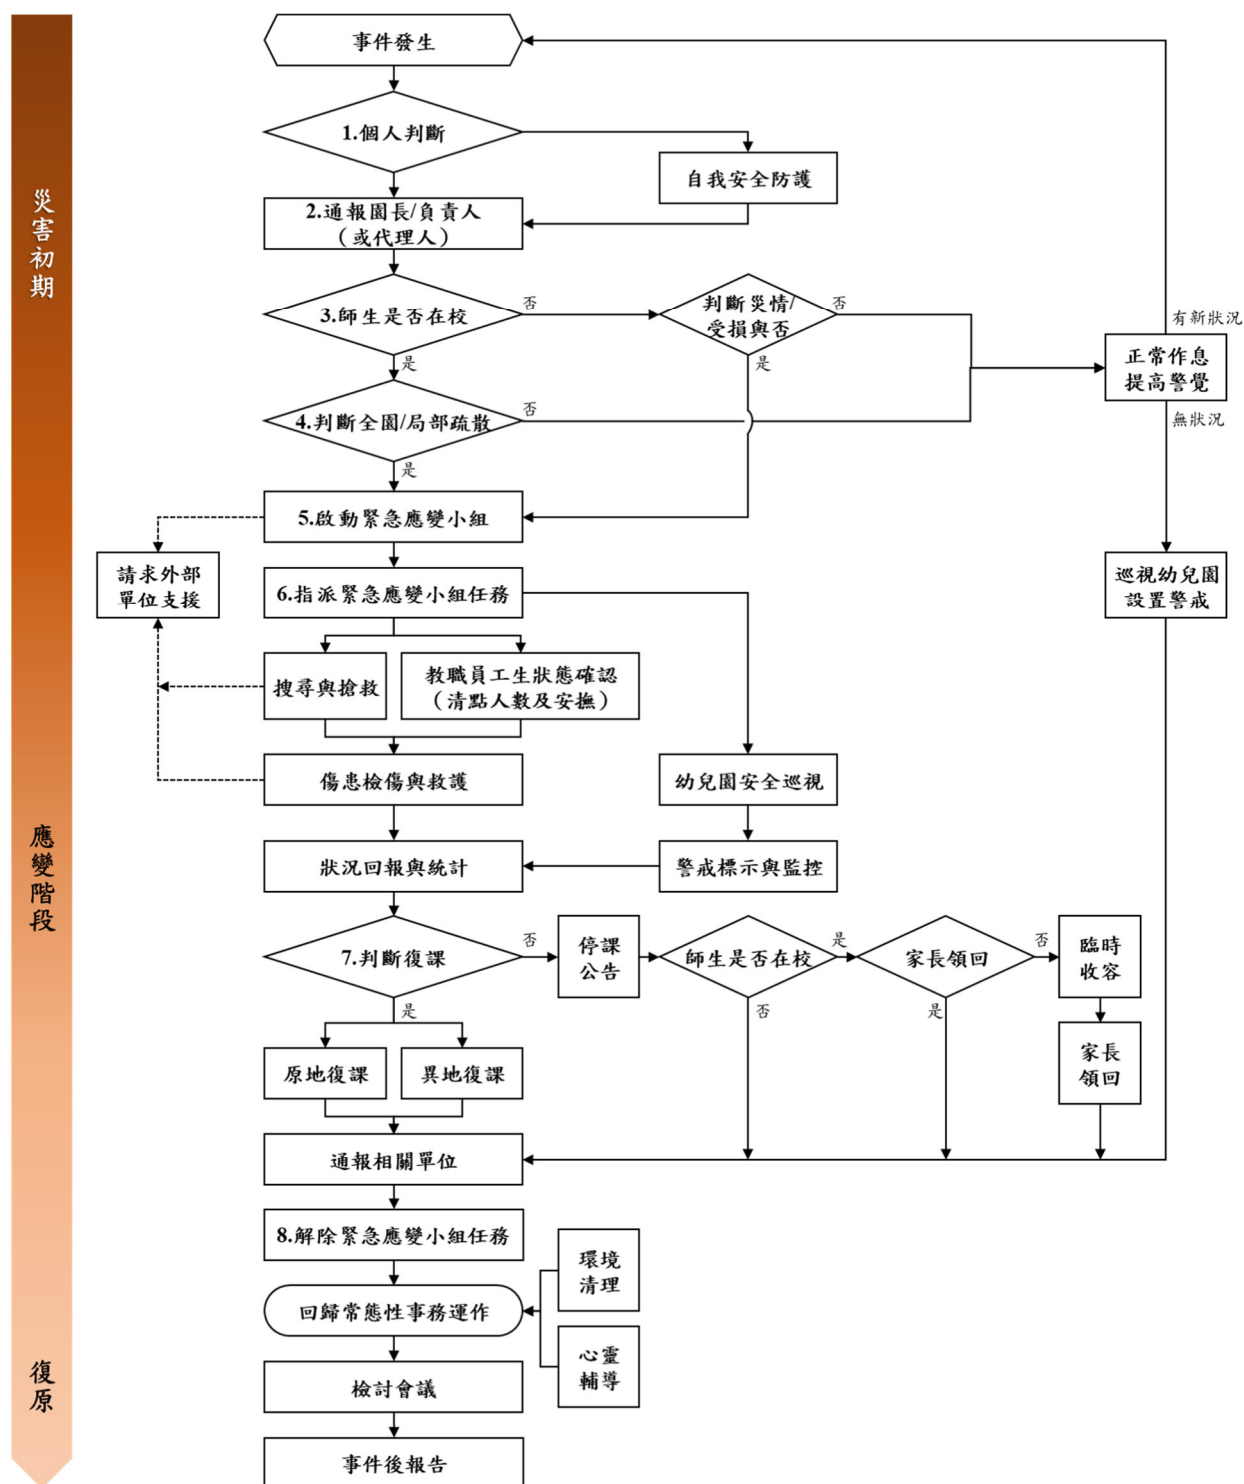 災害初期
應變階段
復原
事件發生
1.個人判斷
自我安全防護
2.通報園長/負責人
（或代理人）
3.師生是否在校
否
是
判斷災情/
受損與否
否
是
有新狀況
正常作息
提高警覺
無狀況
4.判斷全園/局部疏散
否
是
5.啟動緊急應變小組
請求外部
單位支援
6.指派緊急應變小組任務
巡視幼兒園
設置警戒
搜尋與搶救
教職員工生狀態確認
（清點人數及安撫）
傷患檢傷與救護
幼兒園安全巡視
狀況回報與統計
警戒標示與監控
7.判斷復課
否
是
停課
公告
師生是否在校
是
否
家長領回
否
是
臨時
收容
家長
領回
原地復課
異地復課
通報相關單位
8.解除緊急應變小組任務
環境
清理
回歸常態性事務運作
心靈
輔導
檢討會議
事件後報告